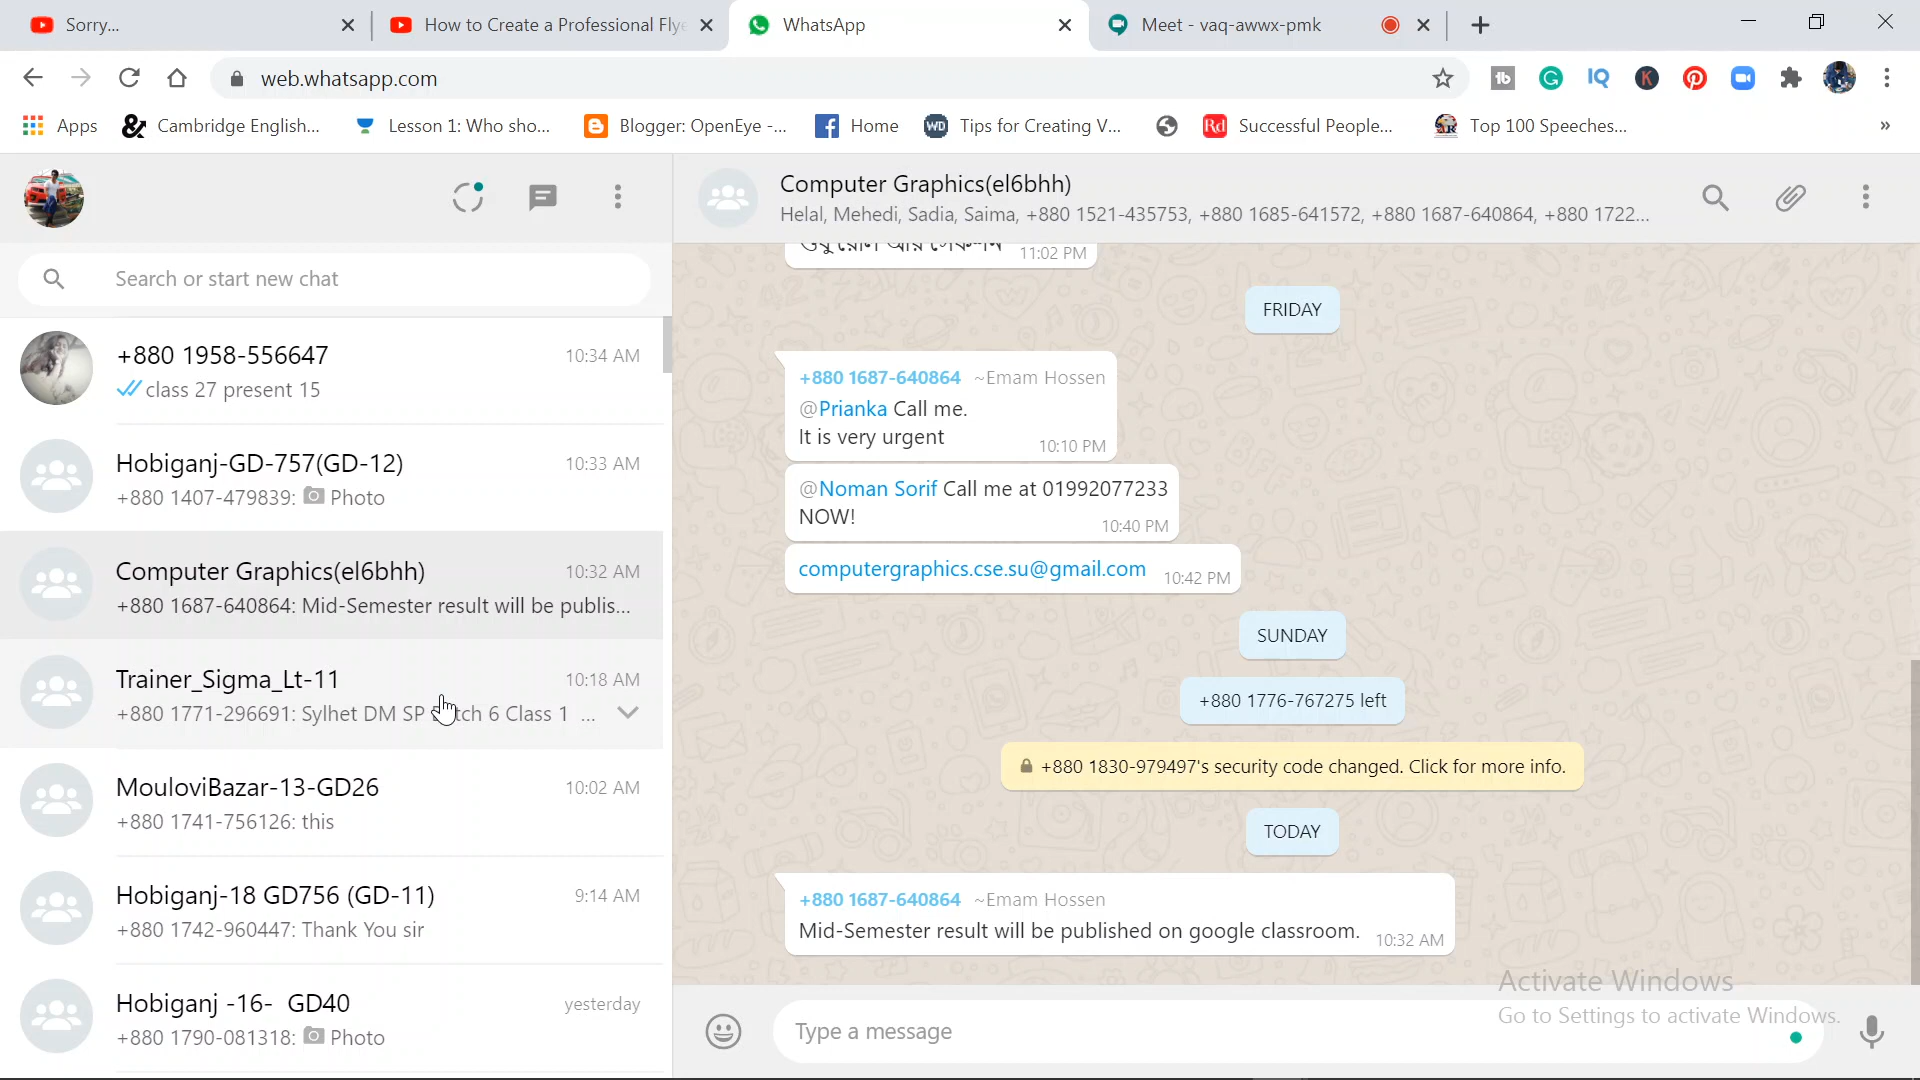 Sorry...
How to Create a Professional Flye
WhatsApp
Meet - vaq-awwx-pmk
web.whatsapp.com
Apps
Cambridge English...
Lesson 1: Who sho...
Blogger: OpenEye -...
Home
Tips for Creating V...
Successful People...
Top 100 Speeches...
»
Search or start new chat
+880 1958-556647 10:34 AM
class 27 present 15
Hobiganj-GD-757(GD-12) 10:33 AM
+880 1407-479839: Photo
Computer Graphics(el6bhh) 10:32 AM
+880 1687-640864: Mid-Semester result will be publis...
Trainer_Sigma_Lt-11 10:18 AM
+880 1771-296691: Sylhet DM SP Class 1 ...
MouloviBazar-13-GD26 10:02 AM
+880 1741-756126: this
Hobiganj-18 GD756 (GD-11) 9:14 AM
+880 1742-960447: Thank You sir
Hobiganj -16- GD40 yesterday
+880 1790-081318: Photo
Computer Graphics(el6bhh)
Helal, Mehedi, Sadia, Saima, +880 1521-435753, +880 1685-641572, +880 1687-640864, +880 1722...
11:02 PM
FRIDAY
+880 1687-640864 ~Emam Hossen
@Prianka Call me.
It is very urgent 10:10 PM
@Noman Sorif Call me at 01992077233
NOW! 10:40 PM
computergraphics.cse.su@gmail.com 10:42 PM
SUNDAY
+880 1776-767275 left
+880 1830-979497's security code changed. Click for more info.
TODAY
+880 1687-640864 ~Emam Hossen
Mid-Semester result will be published on google classroom. 10:32 AM
Activate Windows
Go to Settings to activate Windows.
Type a message